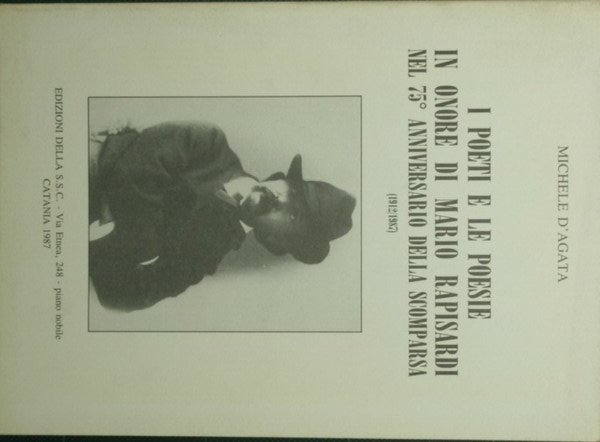 MICHELE D'AGATA
I POETI E LE POESIE
IN ONORE DI MARIO RAPISARDI
NEL 75° ANNIVERSARIO DELLA SCOMPARSA
(1912/1987)
EDIZIONI DELLA S.S.C. - Via Etnea, 248 - piano nobile
CATANIA 1987